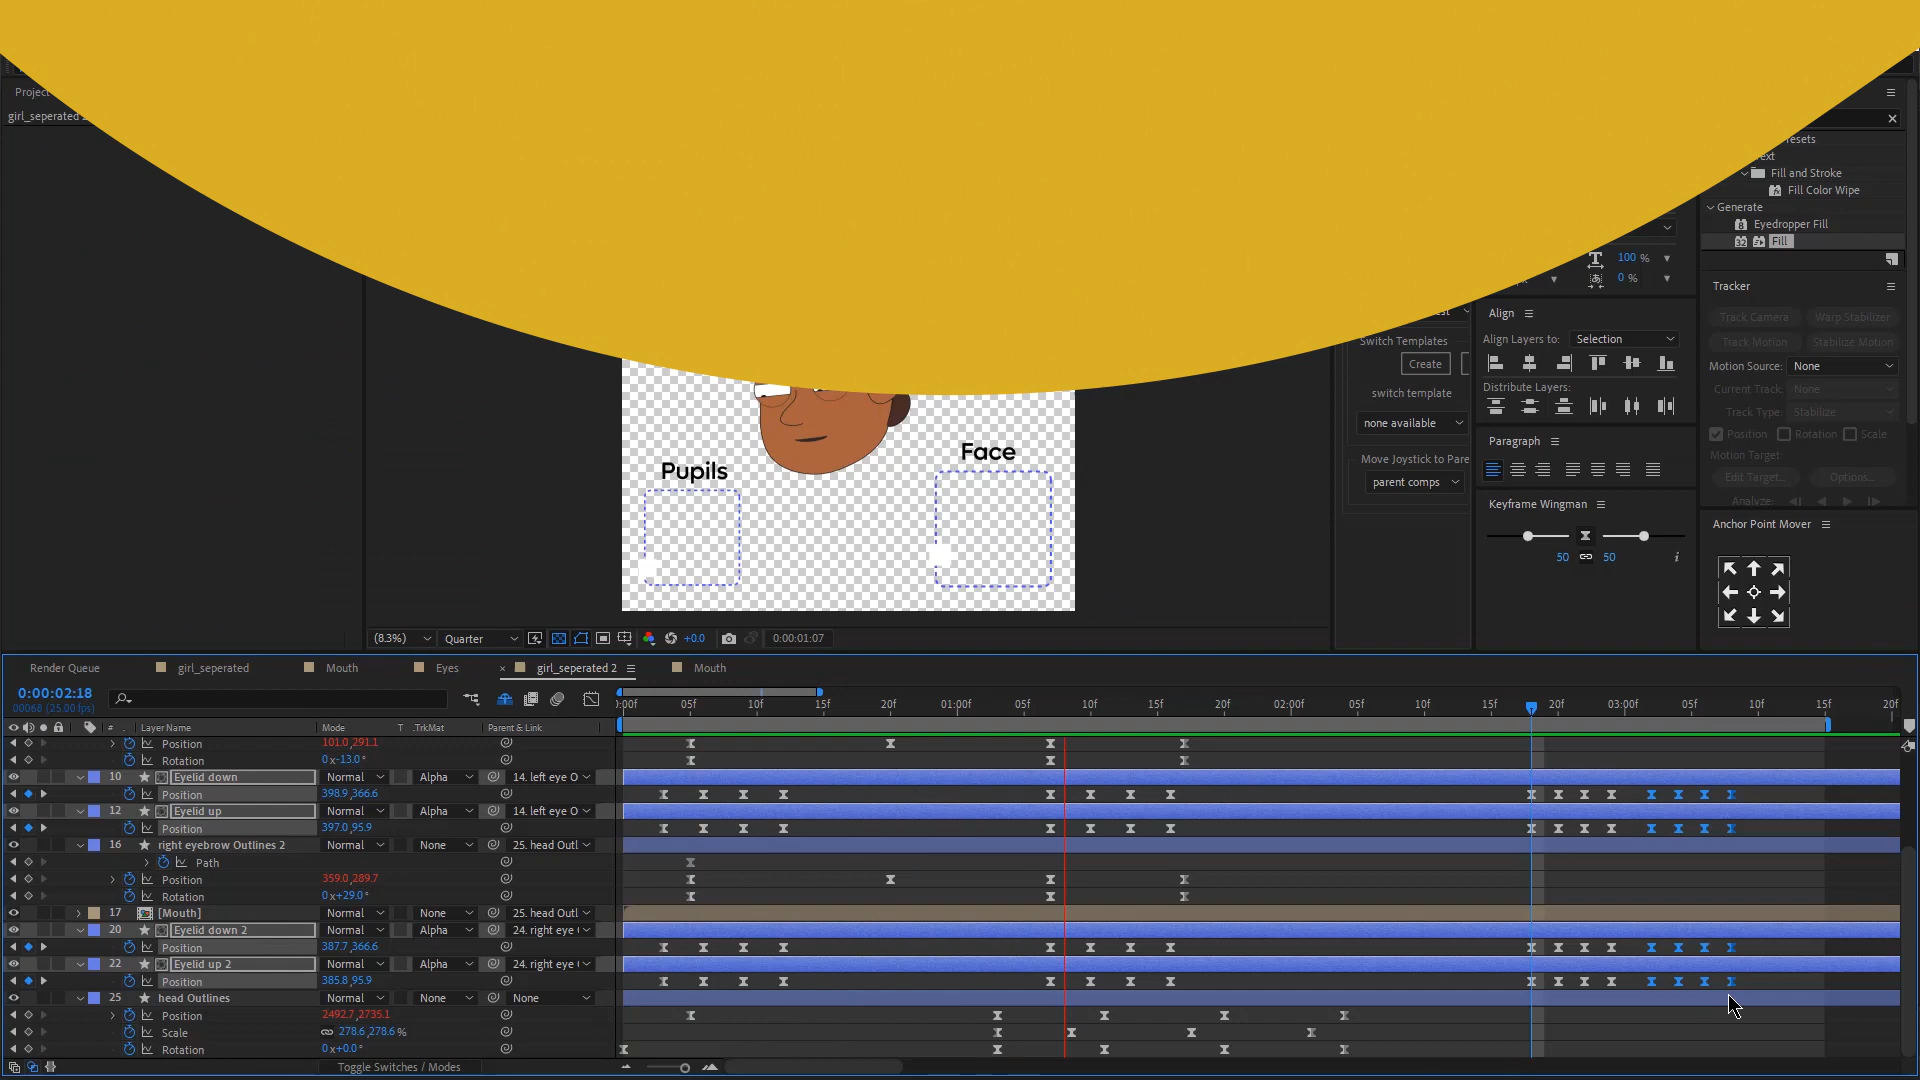 Project
girl_seperated
Presets
Text
Fill and Stroke
Fill Color Wipe
Generate
Eyedropper Fill
Fill
100 %
0 %
Tracker
Track Camera
Warp Stabilizer
Track Motion
Stabilize Motion
Motion Source:
None
Current Track:
None
Track Type:
Stabilize
Position
Rotation
Scale
Motion Target:
Edit Target...
Options...
Analyze:
Align
Align Layers to:
Selection
Distribute Layers:
Paragraph
Keyframe Wingman
50
50
Anchor Point Mover
Switch Templates
Create
switch template
none available
Move Joystick to Pare
parent comps
Pupils
Face
(8.3%)
Quarter
+0.0
0:00:01:07
Render Queue
girl_seperated
Mouth
Eyes
girl_seperated 2
Mouth
0:00:02:18
00068 (25.00 fps)
:00f 05f 10f 15f 20f 01:00f 05f 10f 15f 20f 02:00f 05f 10f 15f 20f 03:00f 05f 10f 15f 20f
# Layer Name Mode T .TrkMat Parent & Link
Position 101.0,291.1
Rotation 0x-13.0°
10 Eyelid down Normal Alpha 14. left eye O
Position 398.9,366.6
12 Eyelid up Normal Alpha 14. left eye O
Position 397.0,95.9
16 right eyebrow Outlines 2 Normal None 25. head Outl
Path
Position 359.0,289.7
Rotation 0x+29.0°
17 [Mouth] Normal None 25. head Outl
20 Eyelid down 2 Normal Alpha 24. right eye
Position 387.7,366.6
22 Eyelid up 2 Normal Alpha 24. right eye
Position 385.8,95.9
25 head Outlines Normal None None
Position 2492.7,2735.1
Scale 278.6,278.6%
Rotation 0x+0.0°
Toggle Switches / Modes